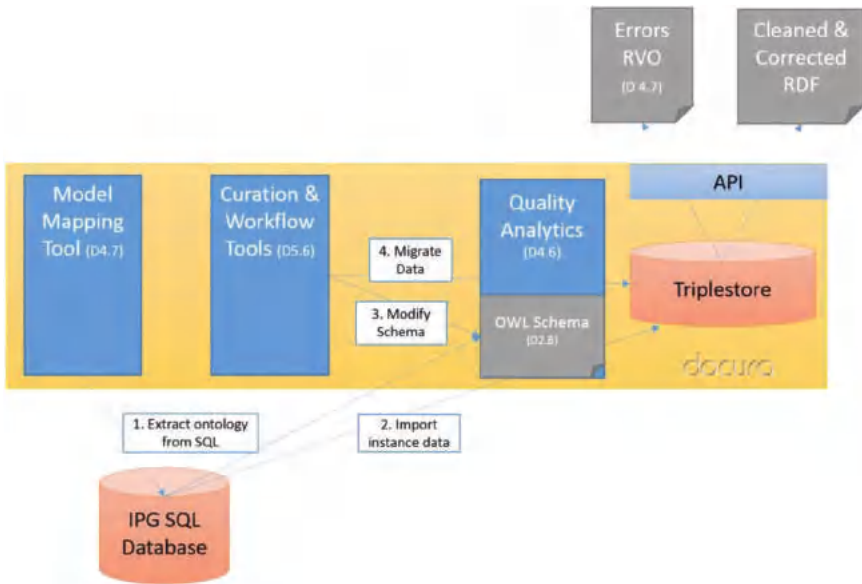 Errors
RVO
(D 4.7)
Cleaned &
Corrected
RDF
Model
Mapping
Tool (D4.7)
Curation &
Workflow
Tools (D5.6)
Quality
Analytics
(D4.6)
API
4. Migrate
Data
3. Modify
Schema
OWL Schema
(D2.8)
Triplestore
dacura
1. Extract ontology
from SQL
2. Import
instance data
IPG SQL
Database